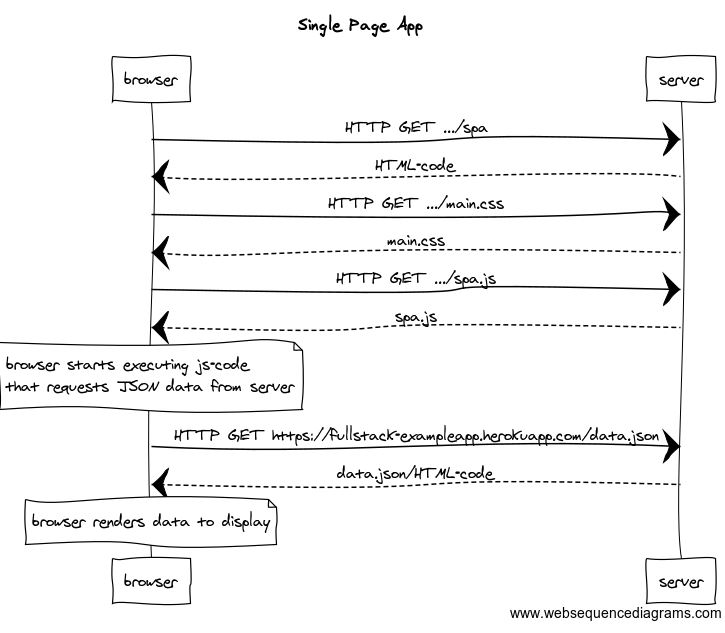 Single Page App
browser
server
HTTP GET .../spa
HTML-code
HTTP GET .../main.css
main.css
HTTP GET .../spa.js
spa.js
browser starts executing js-code
that requests JSON data from server
HTTP GET https://fullstack-exampleapp.herokuapp.com/data.json
data.json/HTML-code
browser renders data to display
browser
server
www.websequencediagrams.com